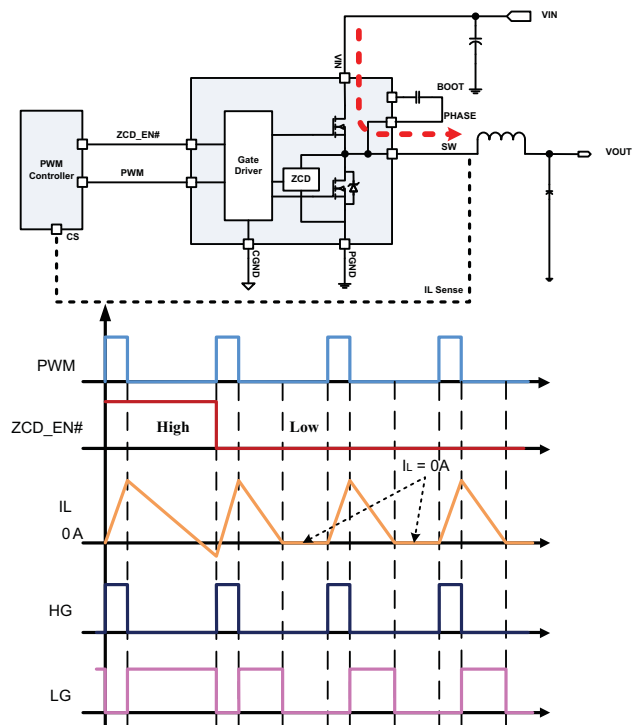 VIN
VIN
BOOT
PHASE
ZCD_EN#
SW
PWM
Controller
Gate
Driver
ZCD
VOUT
PWM
CS
CGND
PGND
IL Sense
PWM
ZCD_EN#
High
Low
IL = 0A
IL
0 A
HG
LG